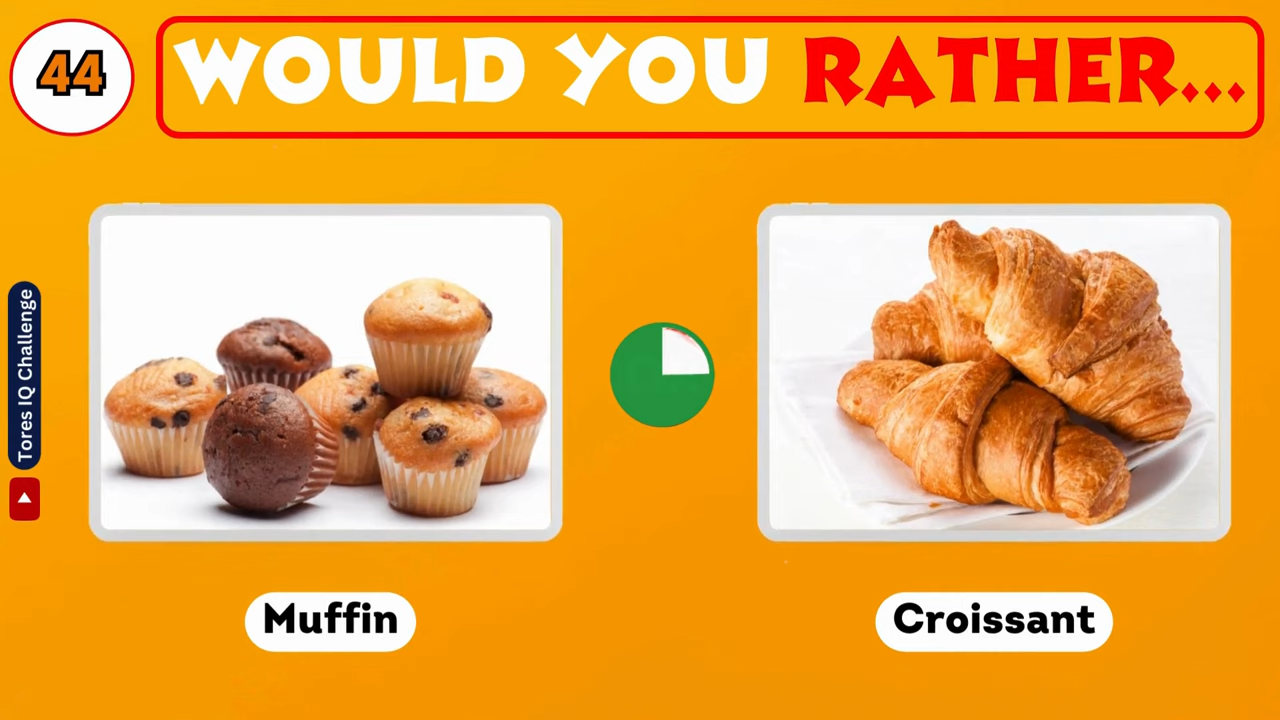 44
WOULD YOU RATHER...
Tores IQ Challenge
Muffin
Croissant